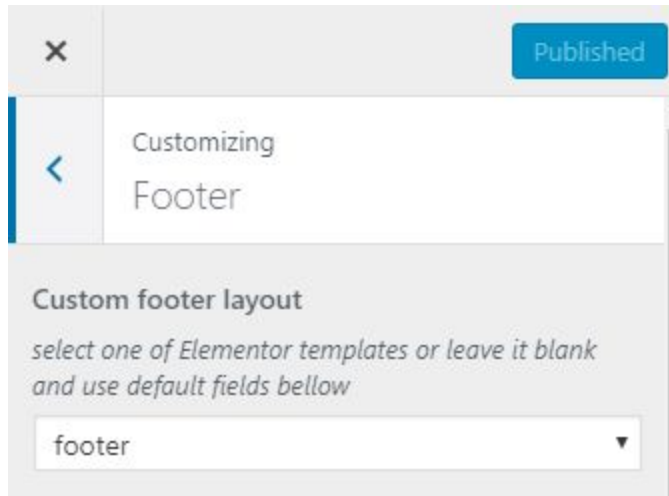 Published
Customizing
Footer
Custom footer layout
select one of Elementor templates or leave it blank
and use default fields bellow
footer